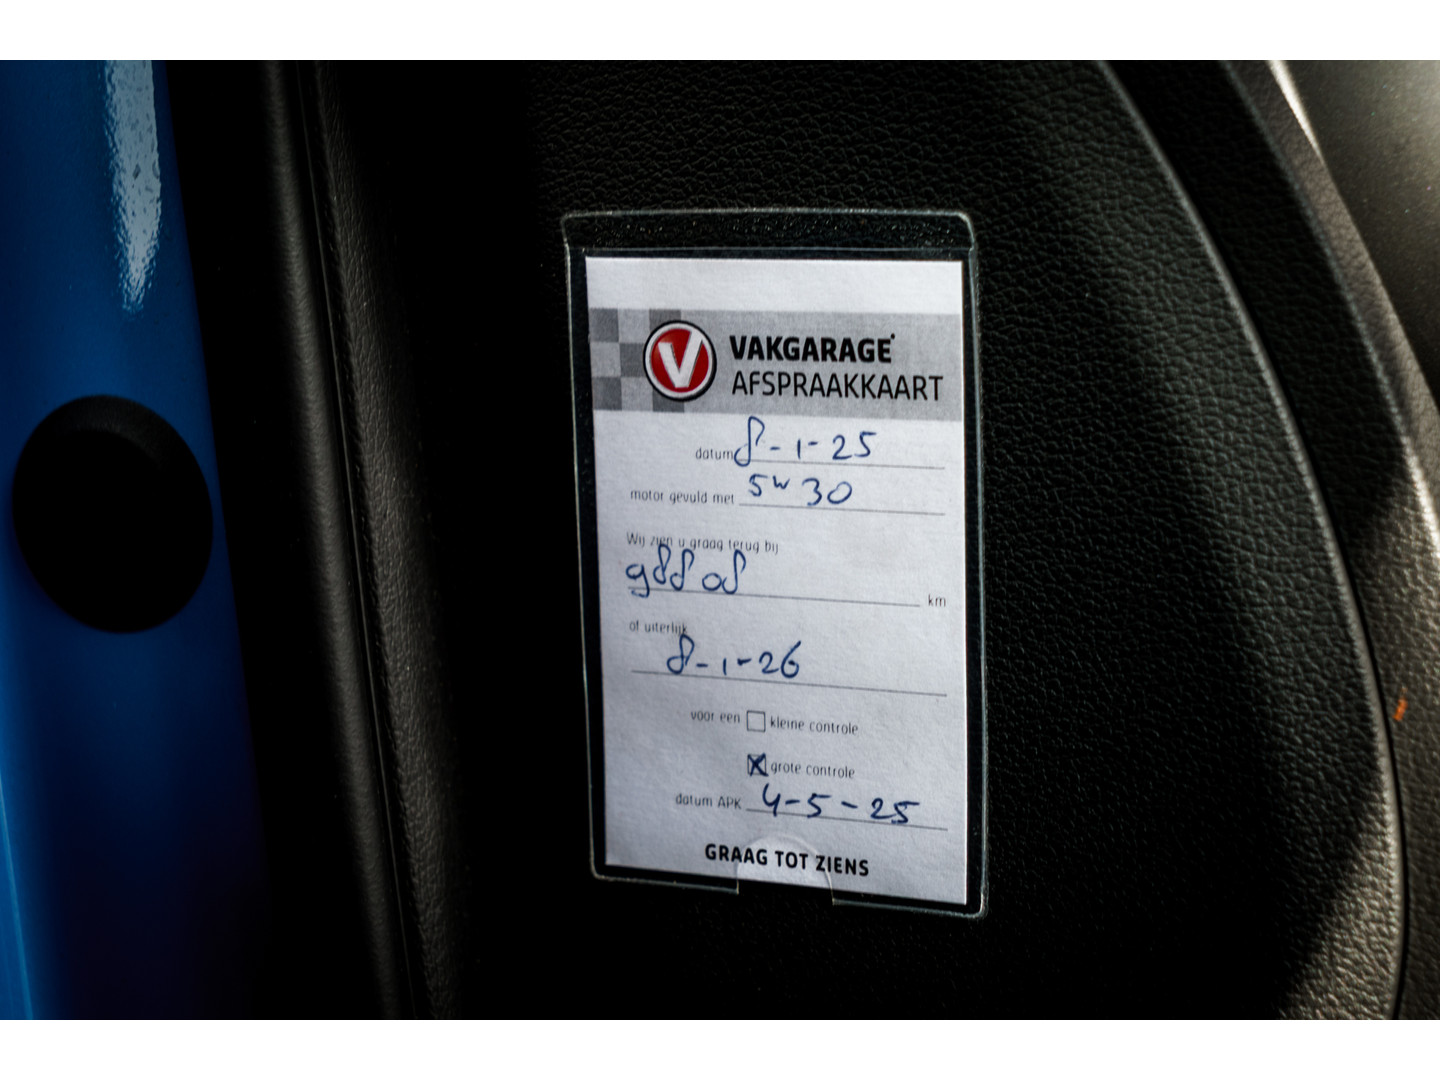 V
VAKGARAGE
AFSPRAAKKAART
datum 8-1-25
motor gevuld met 5w30
Wij zien u graag terug bij
98808 km
of uiterlijk
8-1-26
voor een kleine controle
X grote controle
datum APK 4-5-25
GRAAG TOT ZIENS